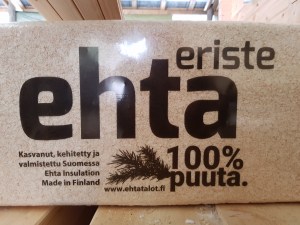 eriste
ehta
Kasvanut, kehitetty ja
valmistettu Suomessa
Ehta Insulation
Made in Finland
100%
puuta.
www.ehtatalot.fi